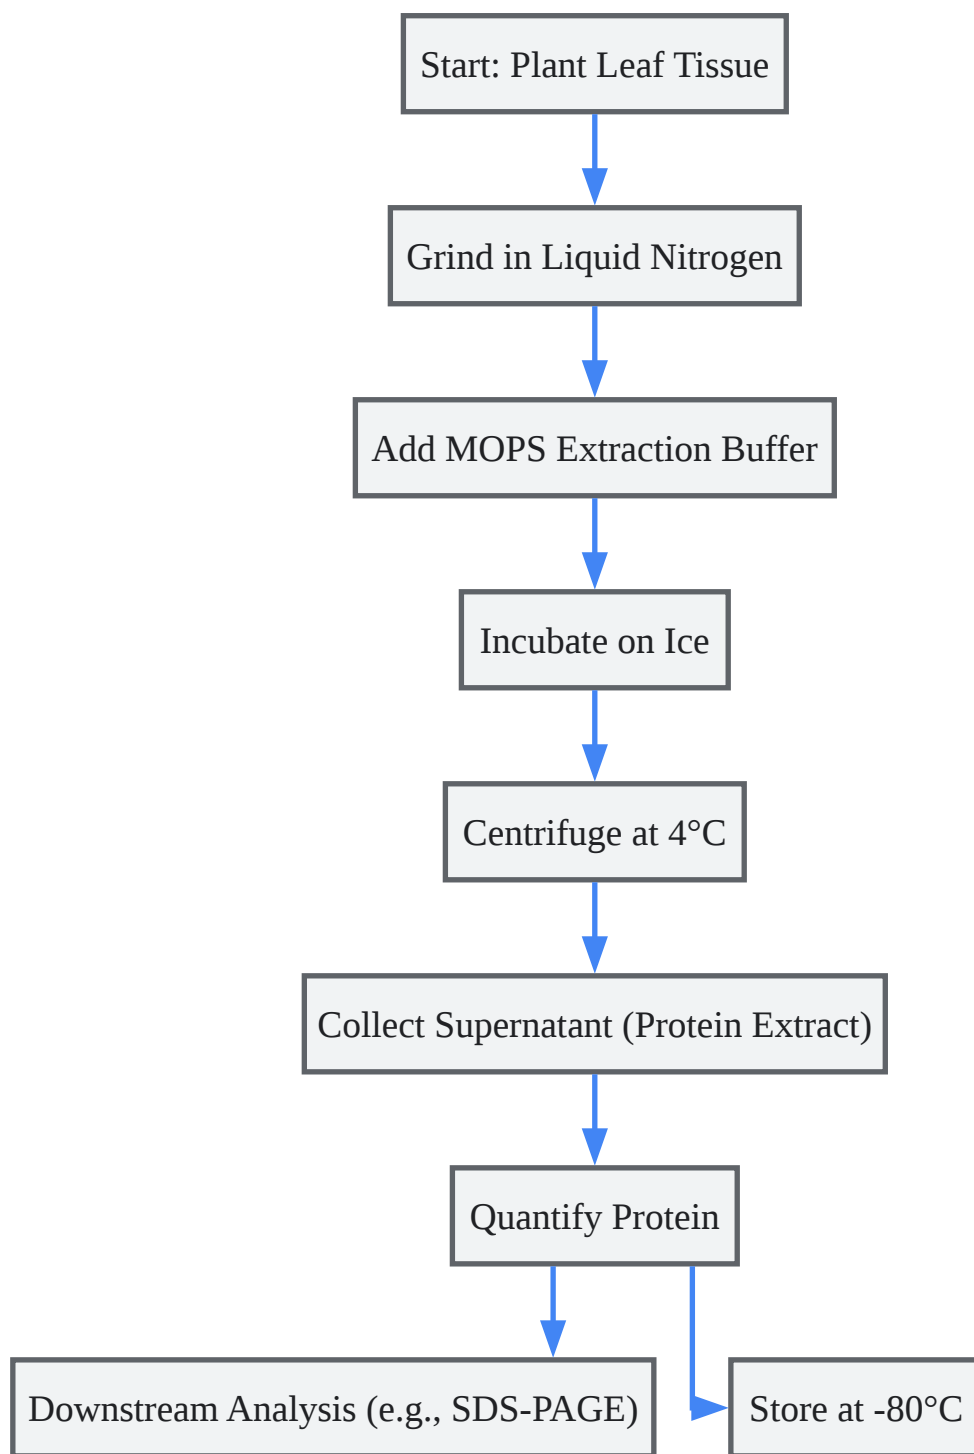 Start: Plant Leaf Tissue
Grind in Liquid Nitrogen
Add MOPS Extraction Buffer
Incubate on Ice
Centrifuge at 4°C
Collect Supernatant (Protein Extract)
Quantify Protein
Downstream Analysis (e.g., SDS-PAGE)
Store at -80°C